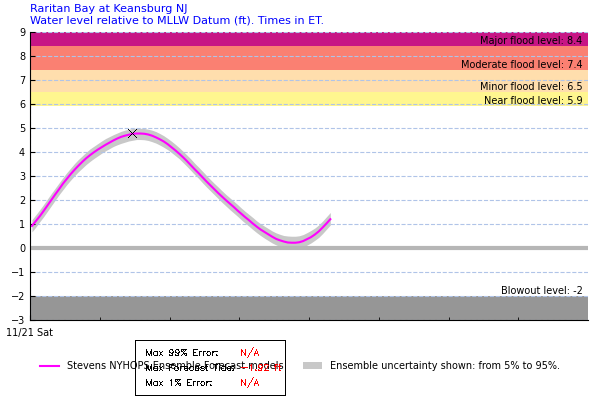 Raritan Bay at Keansburg NJ
Water level relative to MLLW Datum (ft). Times in ET.
9
Major flood level: 8.4
8
Moderate flood level: 7.4
7
Minor flood level: 6.5
6
Near flood level: 5.9
5
4
3
2
1
0
−1
Blowout level: -2
−2
−3
11/21 Sat
Max 99% Error: N/A
Stevens NYHOPS Ensemble Forecast models
Ensemble uncertainty shown: from 5% to 95%.
Max Forecast Tide: ft
Max 1% Error: N/A